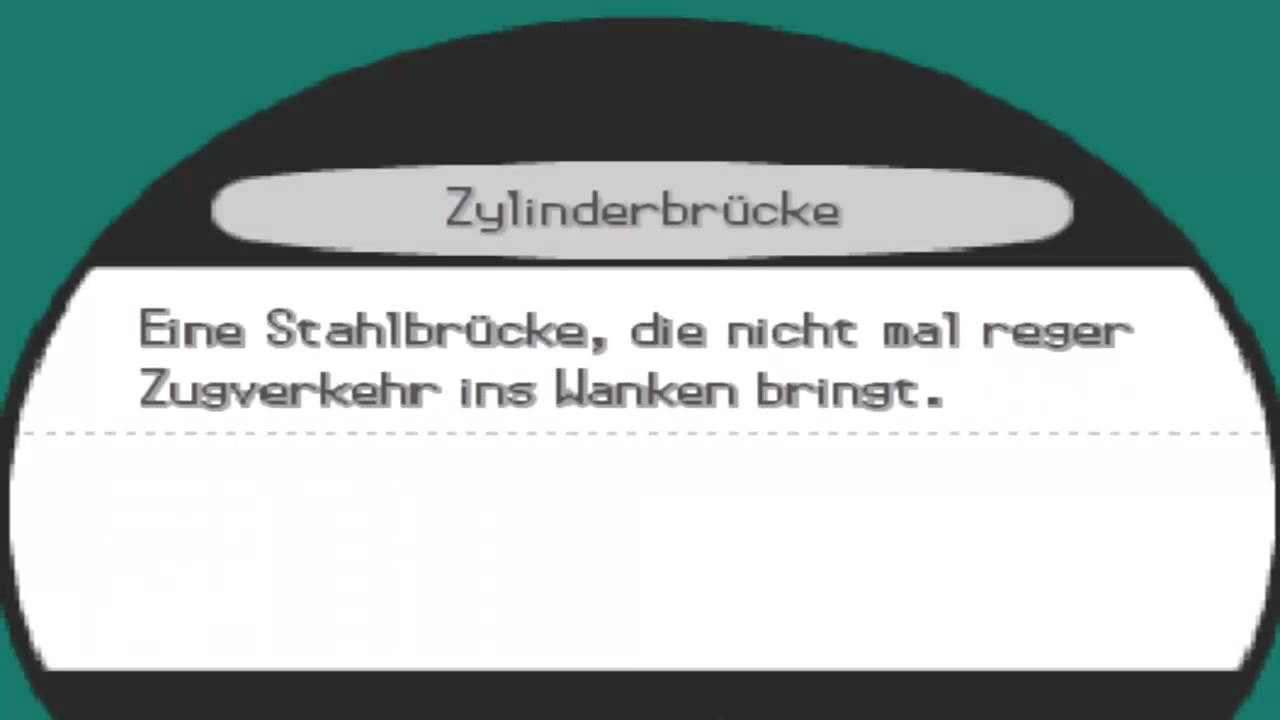 Zylinderbrücke
Eine Stahlbrücke, die nicht mal reger
Zugverkehr ins Wanken bringt.